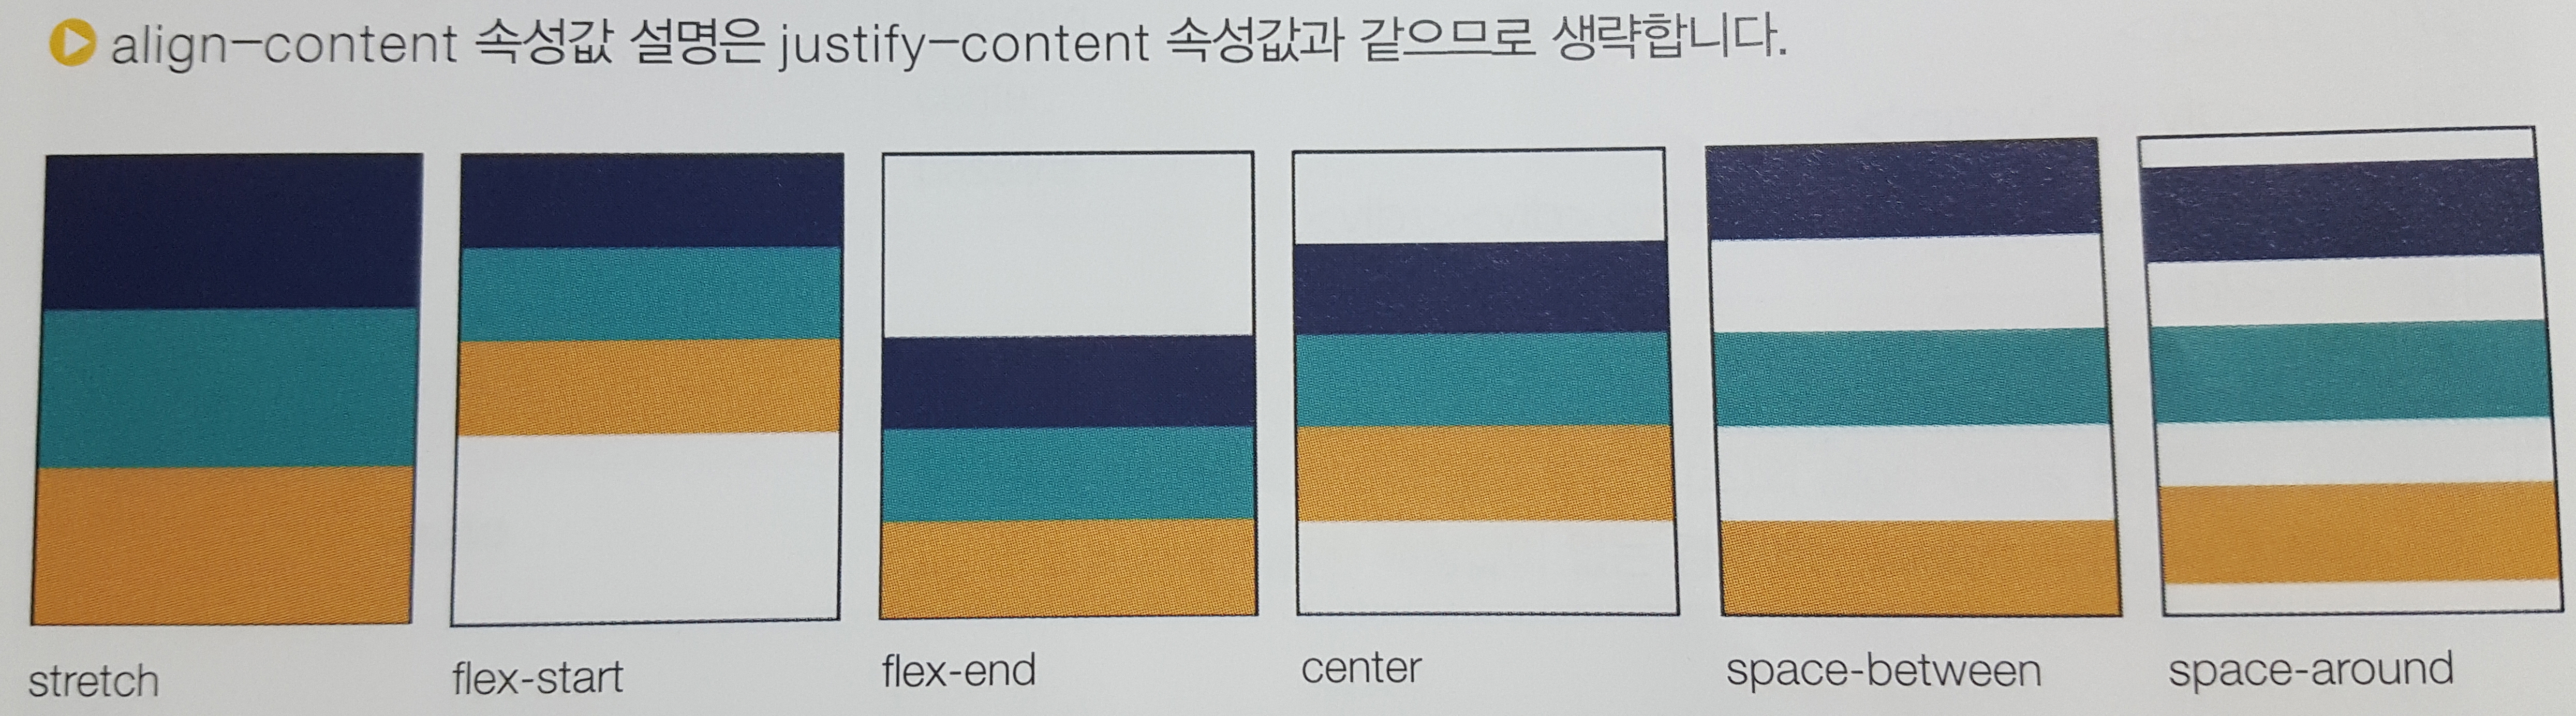 align-content 속성값 설명은 justify-content 속성값과 같으므로 생략합니다.
stretch flex-start flex-end center space-between space-around